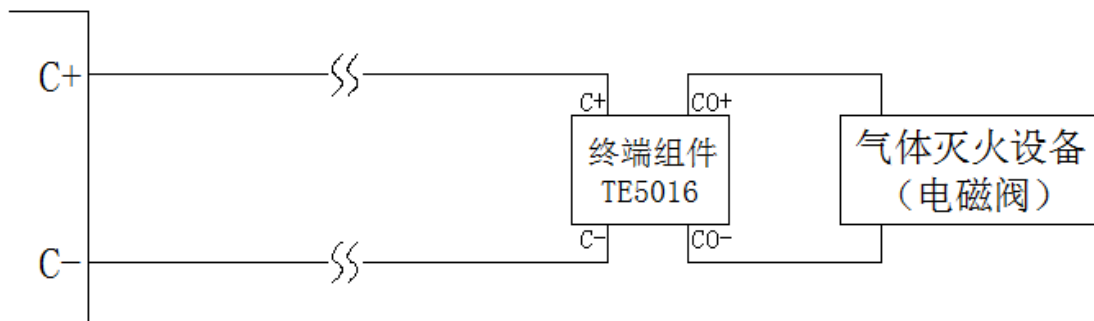 C+
C+
CO+
终端组件
TE5016
气体灭火设备
（电磁阀）
C-
C-
CO-